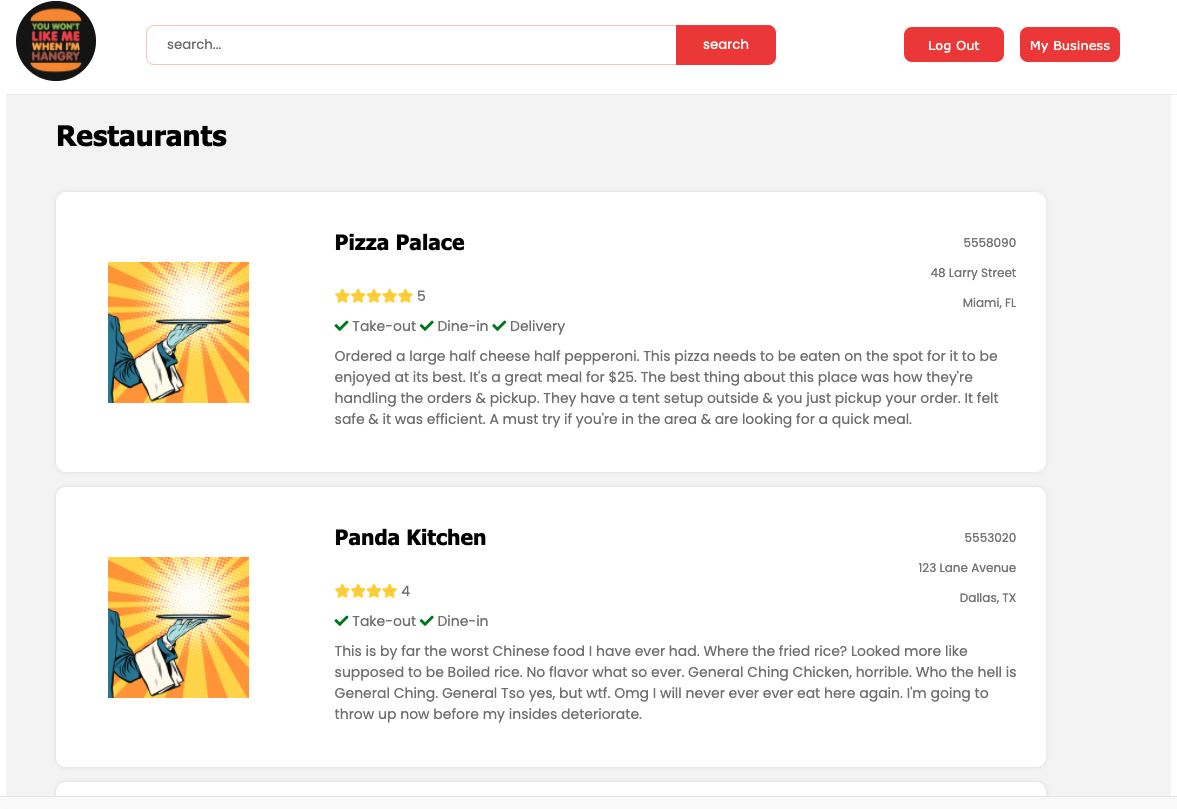 YOU WON'T
LIKE ME
WHEN I'M
HANGRY
search...
search
Log Out
My Business
Restaurants
Pizza Palace
5558090
48 Larry Street
Miami, FL
5
Take-out Dine-in Delivery
Ordered a large half cheese half pepperoni. This pizza needs to be eaten on the spot for it to be
enjoyed at its best. It's a great meal for $25. The best thing about this place was how they're
handling the orders & pickup. They have a tent setup outside & you just pickup your order. It felt
safe & it was efficient. A must try if you're in the area & are looking for a quick meal.
Panda Kitchen
5553020
123 Lane Avenue
Dallas, TX
4
Take-out Dine-in
This is by far the worst Chinese food I have ever had. Where the fried rice? Looked more like
supposed to be Boiled rice. No flavor what so ever. General Ching Chicken, horrible. Who the hell is
General Ching. General Tso yes, but wtf. Omg I will never ever ever eat here again. I'm going to
throw up now before my insides deteriorate.